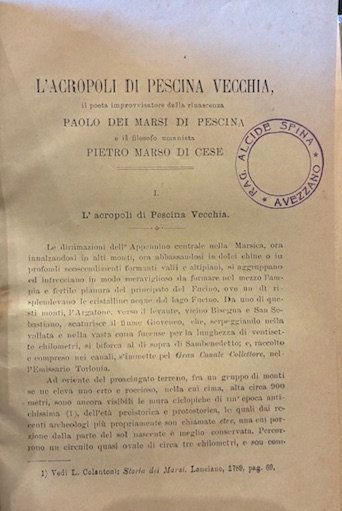 L'ACROPOLI DI PESCINA VECCHIA,
il poeta improvvisatore della rinascenza
PAOLO DEI MARSI DI PESCINA
e il filosofo umanista
PIETRO MARSO DI CESE
RAG. ALCIDE SPINA
* AVEZZANO *
I.
L'acropoli di Pescina Vecchia.
Le diramazioni dell'Appennino centrale nella Marsica, ora
innalzandosi in alti monti, ora abbassandosi in dolci chine o in
profondi scoscendimenti formanti valli e altipiani, si aggruppano
ed intrecciano in modo meraviglioso da formare nel mezzo l'am-
pia e fertile pianura del principato del Fucino, ove un dì ri-
splendevano le cristalline acque del lago Fucino. Da uno di que-
sti monti, l'Argatone, verso il levante, vicino Bisegna e San Se-
bastiano, scaturisce il fiume Giovenco, che, serpeggiando nella
vallata e nella vasta cona fucense per la lunghezza di ventiset-
te chilometri, si biforca al di sopra di Sambenedetto; e, raccolto
e compreso nei canali, s'immette pel Gran Canale Collettore, nel-
l'Emissario Torlonia.
Ad oriente del prosciugato terreno, fra un gruppo di monti
se ne eleva uno erto e roccioso, nella cui cima, alta circa 900
metri, sono ancora visibili le mura ciclopiche di un'epoca anti-
chissima (1), dell'età preistorica e protostorica, le quali dai re-
centi archeologi più propriamente son chiamate cive, una cui por-
zione dalla parte del sol nascente è meglio conservata. Percor-
rono un circuito quasi ovale di circa tre chilometri, e son com-
1) Vedi L. Colantoni; Storia dei Marsi. Lanciano, 1789, pag. 69.